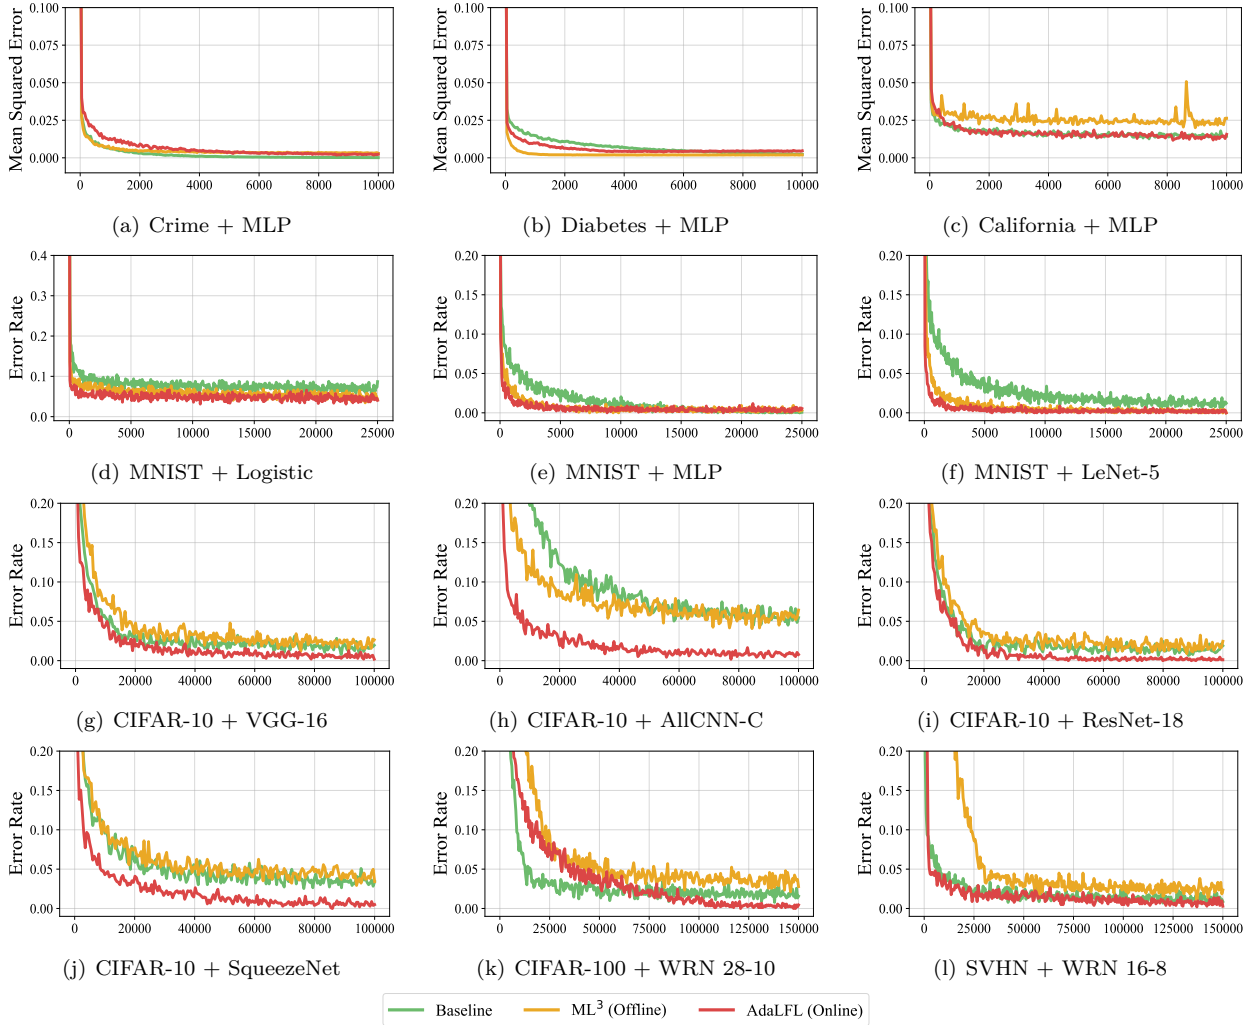 Mean Squared Error
0.100
0.075
0.050
0.025
0.000
0 2000 4000 6000 8000 10000
(a) Crime + MLP
Mean Squared Error
0.100
0.075
0.050
0.025
0.000
0 2000 4000 6000 8000 10000
(b) Diabetes + MLP
Mean Squared Error
0.100
0.075
0.050
0.025
0.000
0 2000 4000 6000 8000 10000
(c) California + MLP
Error Rate
0.4
0.3
0.2
0.1
0.0
0 5000 10000 15000 20000 25000
(d) MNIST + Logistic
Error Rate
0.20
0.15
0.10
0.05
0.00
0 5000 10000 15000 20000 25000
(e) MNIST + MLP
Error Rate
0.20
0.15
0.10
0.05
0.00
0 5000 10000 15000 20000 25000
(f) MNIST + LeNet-5
Error Rate
0.20
0.15
0.10
0.05
0.00
0 20000 40000 60000 80000 100000
(g) CIFAR-10 + VGG-16
Error Rate
0.20
0.15
0.10
0.05
0.00
0 20000 40000 60000 80000 100000
(h) CIFAR-10 + AllCNN-C
Error Rate
0.20
0.15
0.10
0.05
0.00
0 20000 40000 60000 80000 100000
(i) CIFAR-10 + ResNet-18
Error Rate
0.20
0.15
0.10
0.05
0.00
0 20000 40000 60000 80000 100000
(j) CIFAR-10 + SqueezeNet
Error Rate
0.20
0.15
0.10
0.05
0.00
0 25000 50000 75000 100000 125000 150000
(k) CIFAR-100 + WRN 28-10
Error Rate
0.20
0.15
0.10
0.05
0.00
0 25000 50000 75000 100000 125000 150000
(l) SVHN + WRN 16-8
Baseline ML³ (Offline) AdaLFL (Online)